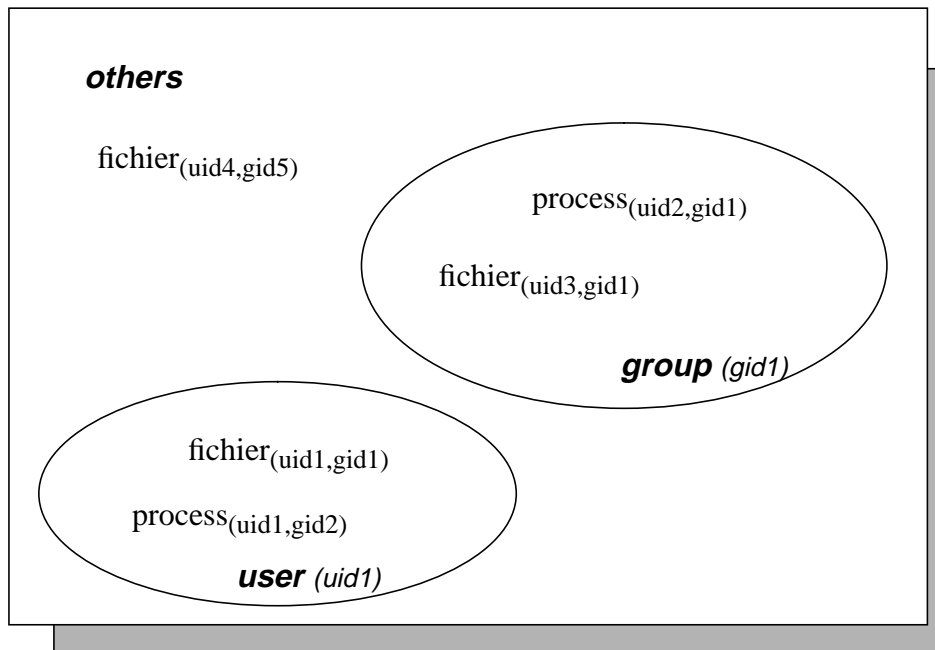 others
fichier(uid4,gid5)
process(uid2,gid1)
fichier(uid3,gid1)
group (gid1)
fichier(uid1,gid1)
process(uid1,gid2)
user (uid1)